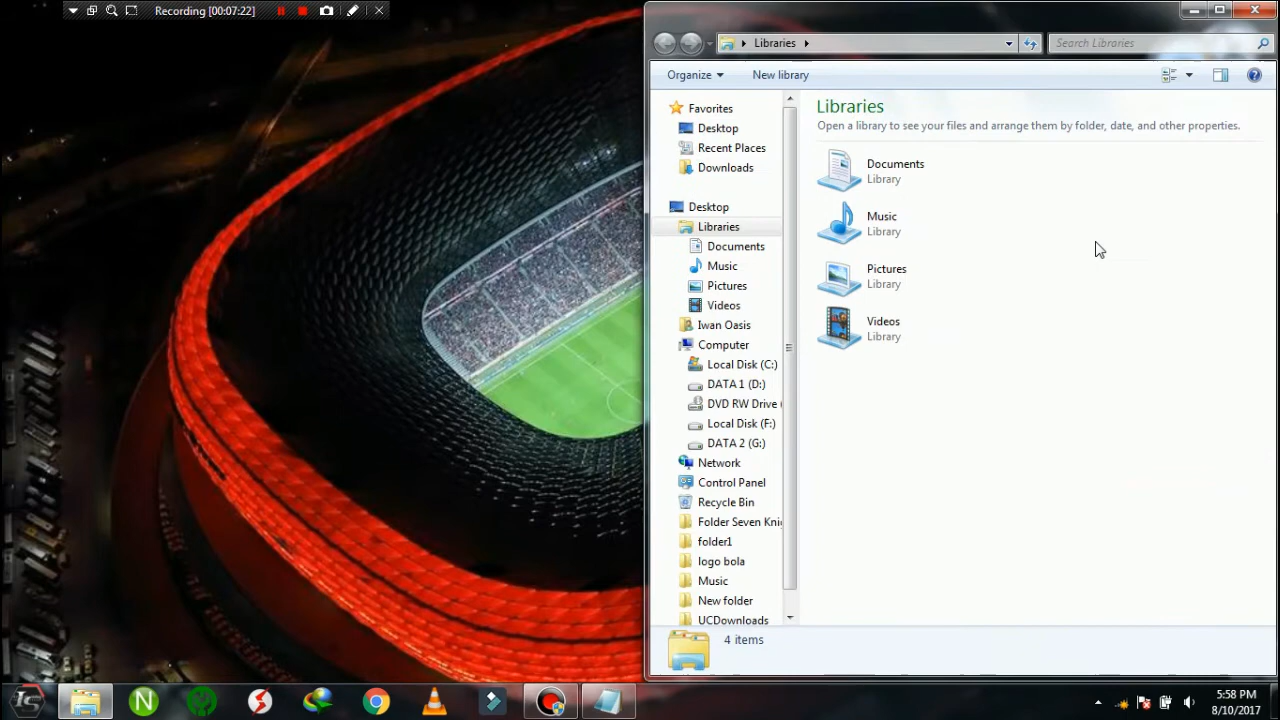 Recording [00:07:22]
Libraries
Search Libraries
Organize
New library
Favorites
Desktop
Recent Places
Downloads
Desktop
Libraries
Documents
Music
Pictures
Videos
Iwan Oasis
Computer
Local Disk (C:)
DATA 1 (D:)
DVD RW Drive (
Local Disk (F:)
DATA 2 (G:)
Network
Control Panel
Recycle Bin
Folder Seven Kni
folder1
logo bola
Music
New folder
UCDownloads
Libraries
Open a library to see your files and arrange them by folder, date, and other properties.
Documents
Library
Music
Library
Pictures
Library
Videos
Library
4 items
5:58 PM
8/10/2017